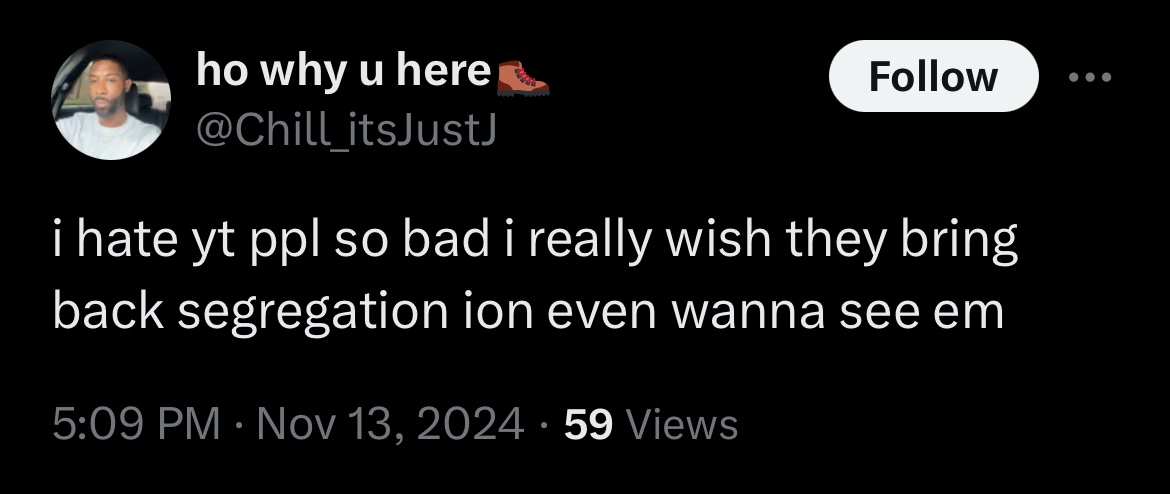 ho why u here🥾
Follow
@Chill_itsJustJ
i hate yt ppl so bad i really wish they bring
back segregation ion even wanna see em
5:09 PM · Nov 13, 2024 · 59 Views